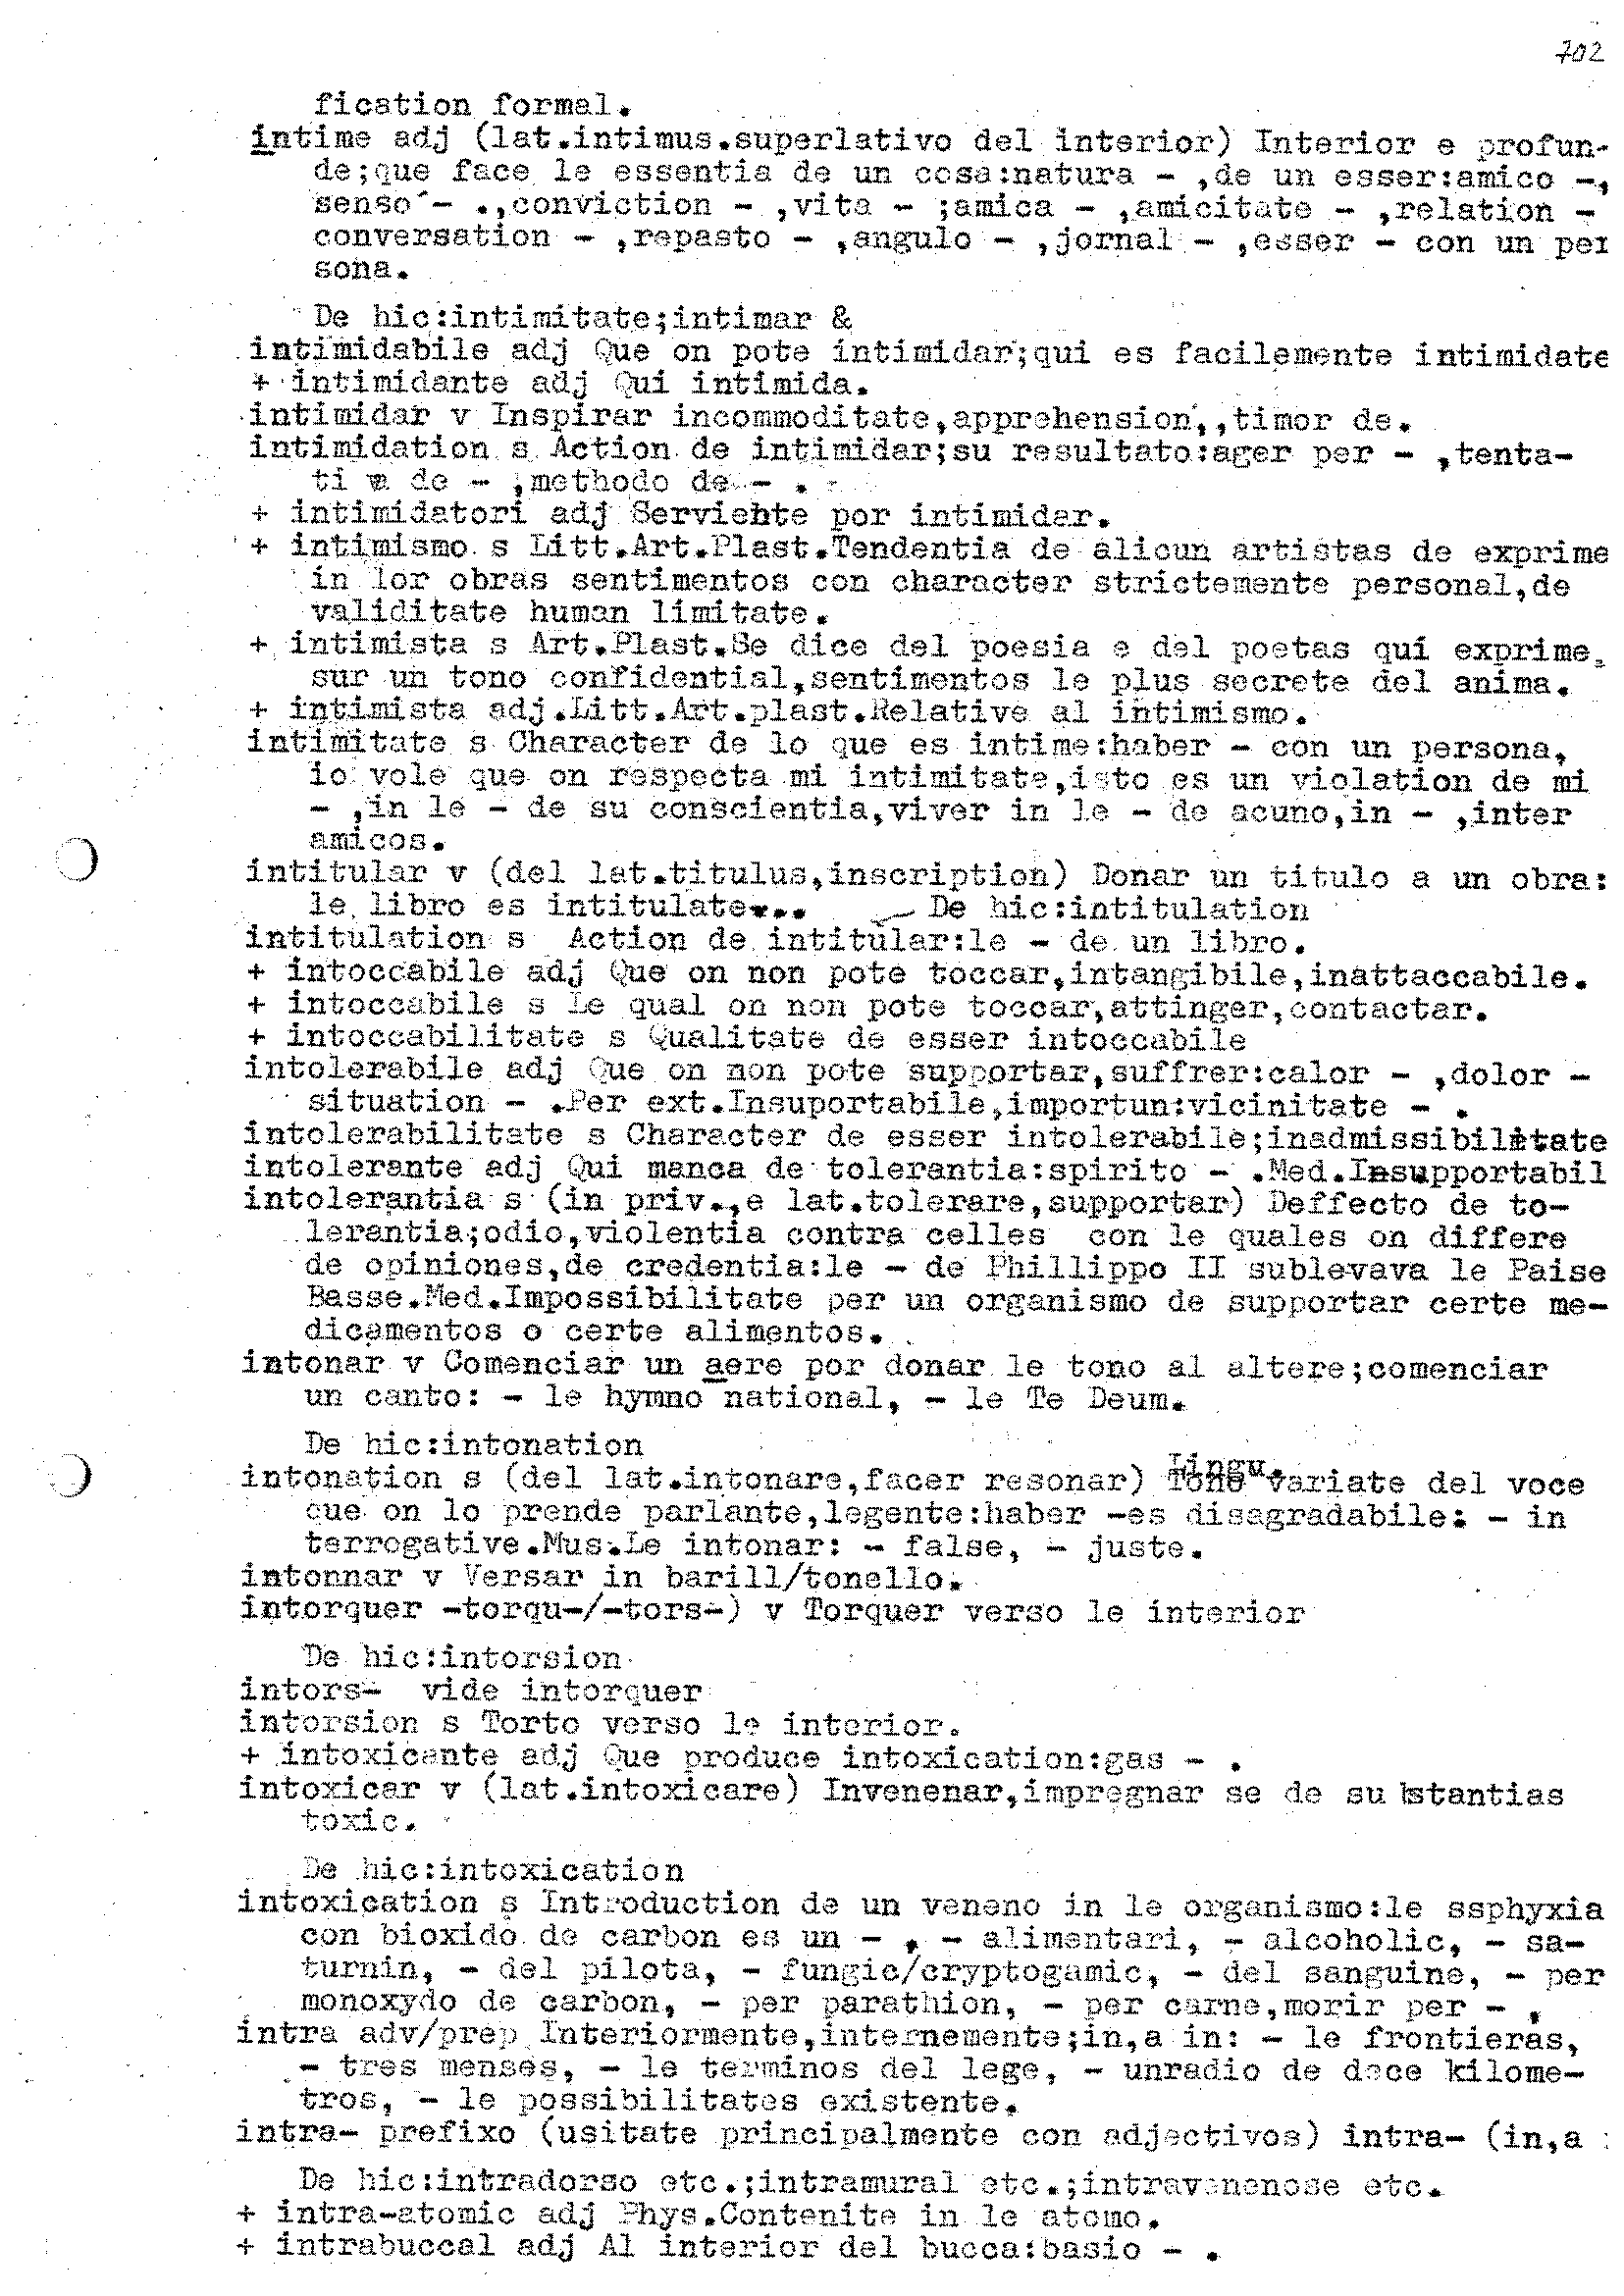 702
fication formal.
intime adj (lat.intimus.superlativo del interior) Interior e profun-
de;que face le essentia de un cosa:natura - ,de un esser:amico -,
senso - .,conviction - ,vita - ;amica - ,amicitate - ,relation -
conversation - ,repasto - ,angulo - ,jornal - ,esser - con un per
sona.
De hic:intimitate;intimar &
intimidabile adj Que on pote intimidar;qui es facilemente intimidate
+ intimidante adj Qui intimida.
intimidar v Inspirar incommoditate,apprehension,,timor de.
intimidation s Action de intimidar;su resultato:ager per - ,tenta-
ti de - ,methodo de - .
+ intimidatori adj Serviente por intimidar.
+ intimismo s Litt.Art.Plast.Tendentia de alicun artistas de exprime
in lor obras sentimentos con character strictemente personal,de
validitate human limitate.
+ intimista s Art.Plast.Se dice del poesia e del poetas qui exprime,
sur un tono confidential,sentimentos le plus secrete del anima.
+ intimista adj.Litt.Art.plast.Relative al intimismo.
intimitate s Character de lo que es intime:haber - con un persona,
io vole que on respecta mi intimitate,isto es un violation de mi
- ,in le - de su conscientia,viver in le - de acuno,in - ,inter
amicos.
intitular v (del lat.titulus,inscription) Donar un titulo a un obra:
le libro es intitulate... De hic:intitulation
intitulation s Action de intitular:le - de un libro.
+ intoccabile adj Que on non pote toccar,intangibile,inattaccabile.
+ intoccabile s Le qual on non pote toccar,attinger,contactar.
+ intoccabilitate s Qualitate de esser intoccabile
intolerabile adj Que on non pote supportar,suffrer:calor - ,dolor -
situation - .Per ext.Insuportabile,importun:vicinitate - .
intolerabilitate s Character de esser intolerabile;inadmissibilitate
intolerante adj Qui manca de tolerantia:spirito - .Med.Insupportabil
intolerantia s (in priv.,e lat.tolerare,supportar) Deffecto de to-
lerantia;odio,violentia contra celles con le quales on differe
de opiniones,de credentia:le - de Phillippo II sublevava le Paise
Basse.Med.Impossibilitate per un organismo de supportar certe me-
dicamentos o certe alimentos.
intonar v Comenciar un aere por donar le tono al altere;comenciar
un canto: - le hymno national, - le Te Deum.
De hic:intonation
Lingu.
intonation s (del lat.intonare,facer resonar) Tono variate del voce
que on lo prende parlante,legente:haber -es disagradabile: - in
terrogative.Mus.Le intonar: - false, - juste.
intonnar v Versar in barill/tonello.
intorquer -torqu-/-tors-) v Torquer verso le interior
De hic:intorsion
intors- vide intorquer
intorsion s Torto verso le interior.
+ intoxicante adj Que produce intoxication:gas - .
intoxicar v (lat.intoxicare) Invenenar,impregnar se de substantias
toxic.
De hic:intoxication
intoxication s Introduction de un veneno in le organismo:le ssphyxia
con bioxido de carbon es un - , - alimentari, - alcoholic, - sa-
turnin, - del pilota, - fungic/cryptogamic, - del sanguine, - per
monoxydo de carbon, - per parathion, - per carne,morir per - ,
intra adv/prep Interiormente,internemente;in,a in: - le frontieras,
- tres menses, - le terminos del lege, - unradio de dece kilome-
tros, - le possibilitates existente.
intra- prefixo (usitate principalmente con adjectivos) intra- (in,a
De hic:intradorso etc.;intramural etc.;intravenenose etc.
+ intra-atomic adj Phys.Contenite in le atomo.
+ intrabuccal adj Al interior del bucca:basio - .